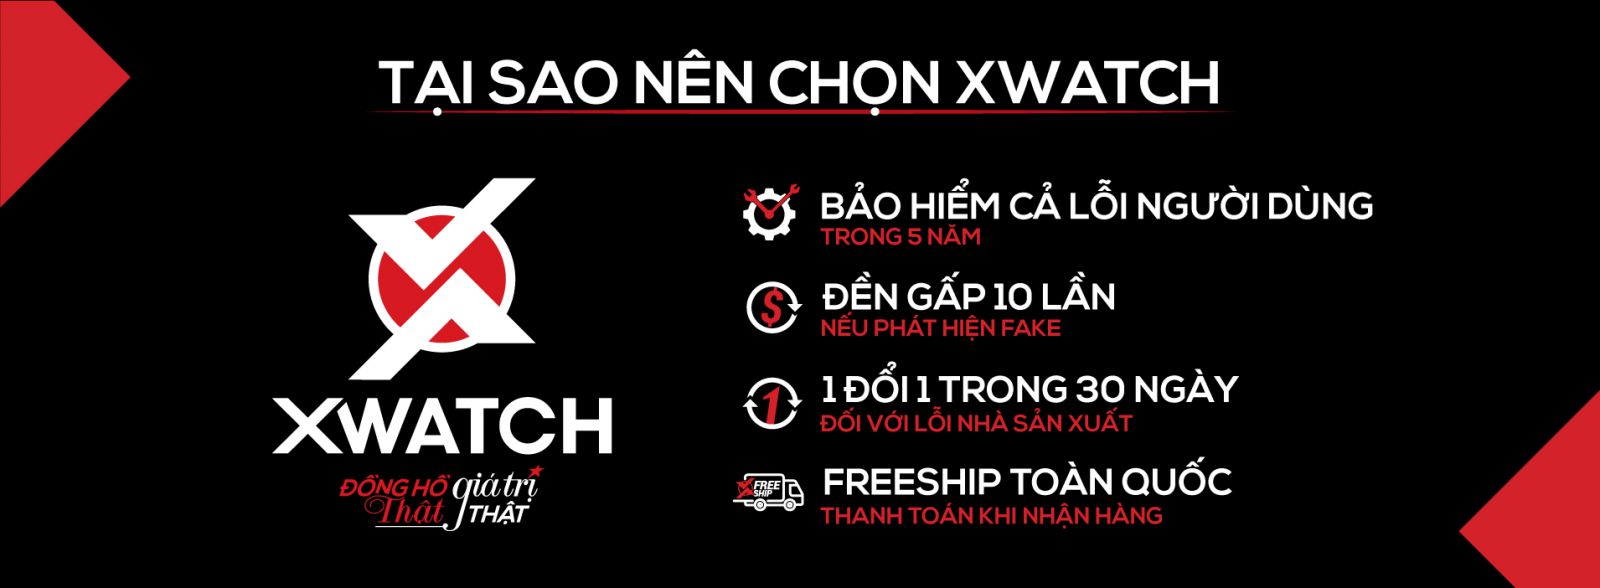 TẠI SAO NÊN CHỌN XWATCH
XWATCH
ĐỒNG HỒ giá trị
Thật THẬT
BẢO HIỂM CẢ LỖI NGƯỜI DÙNG
TRONG 5 NĂM
$
ĐỀN GẤP 10 LẦN
NẾU PHÁT HIỆN FAKE
1
1 ĐỔI 1 TRONG 30 NGÀY
ĐỐI VỚI LỖI NHÀ SẢN XUẤT
FREE
SHIP
FREESHIP TOÀN QUỐC
THANH TOÁN KHI NHẬN HÀNG